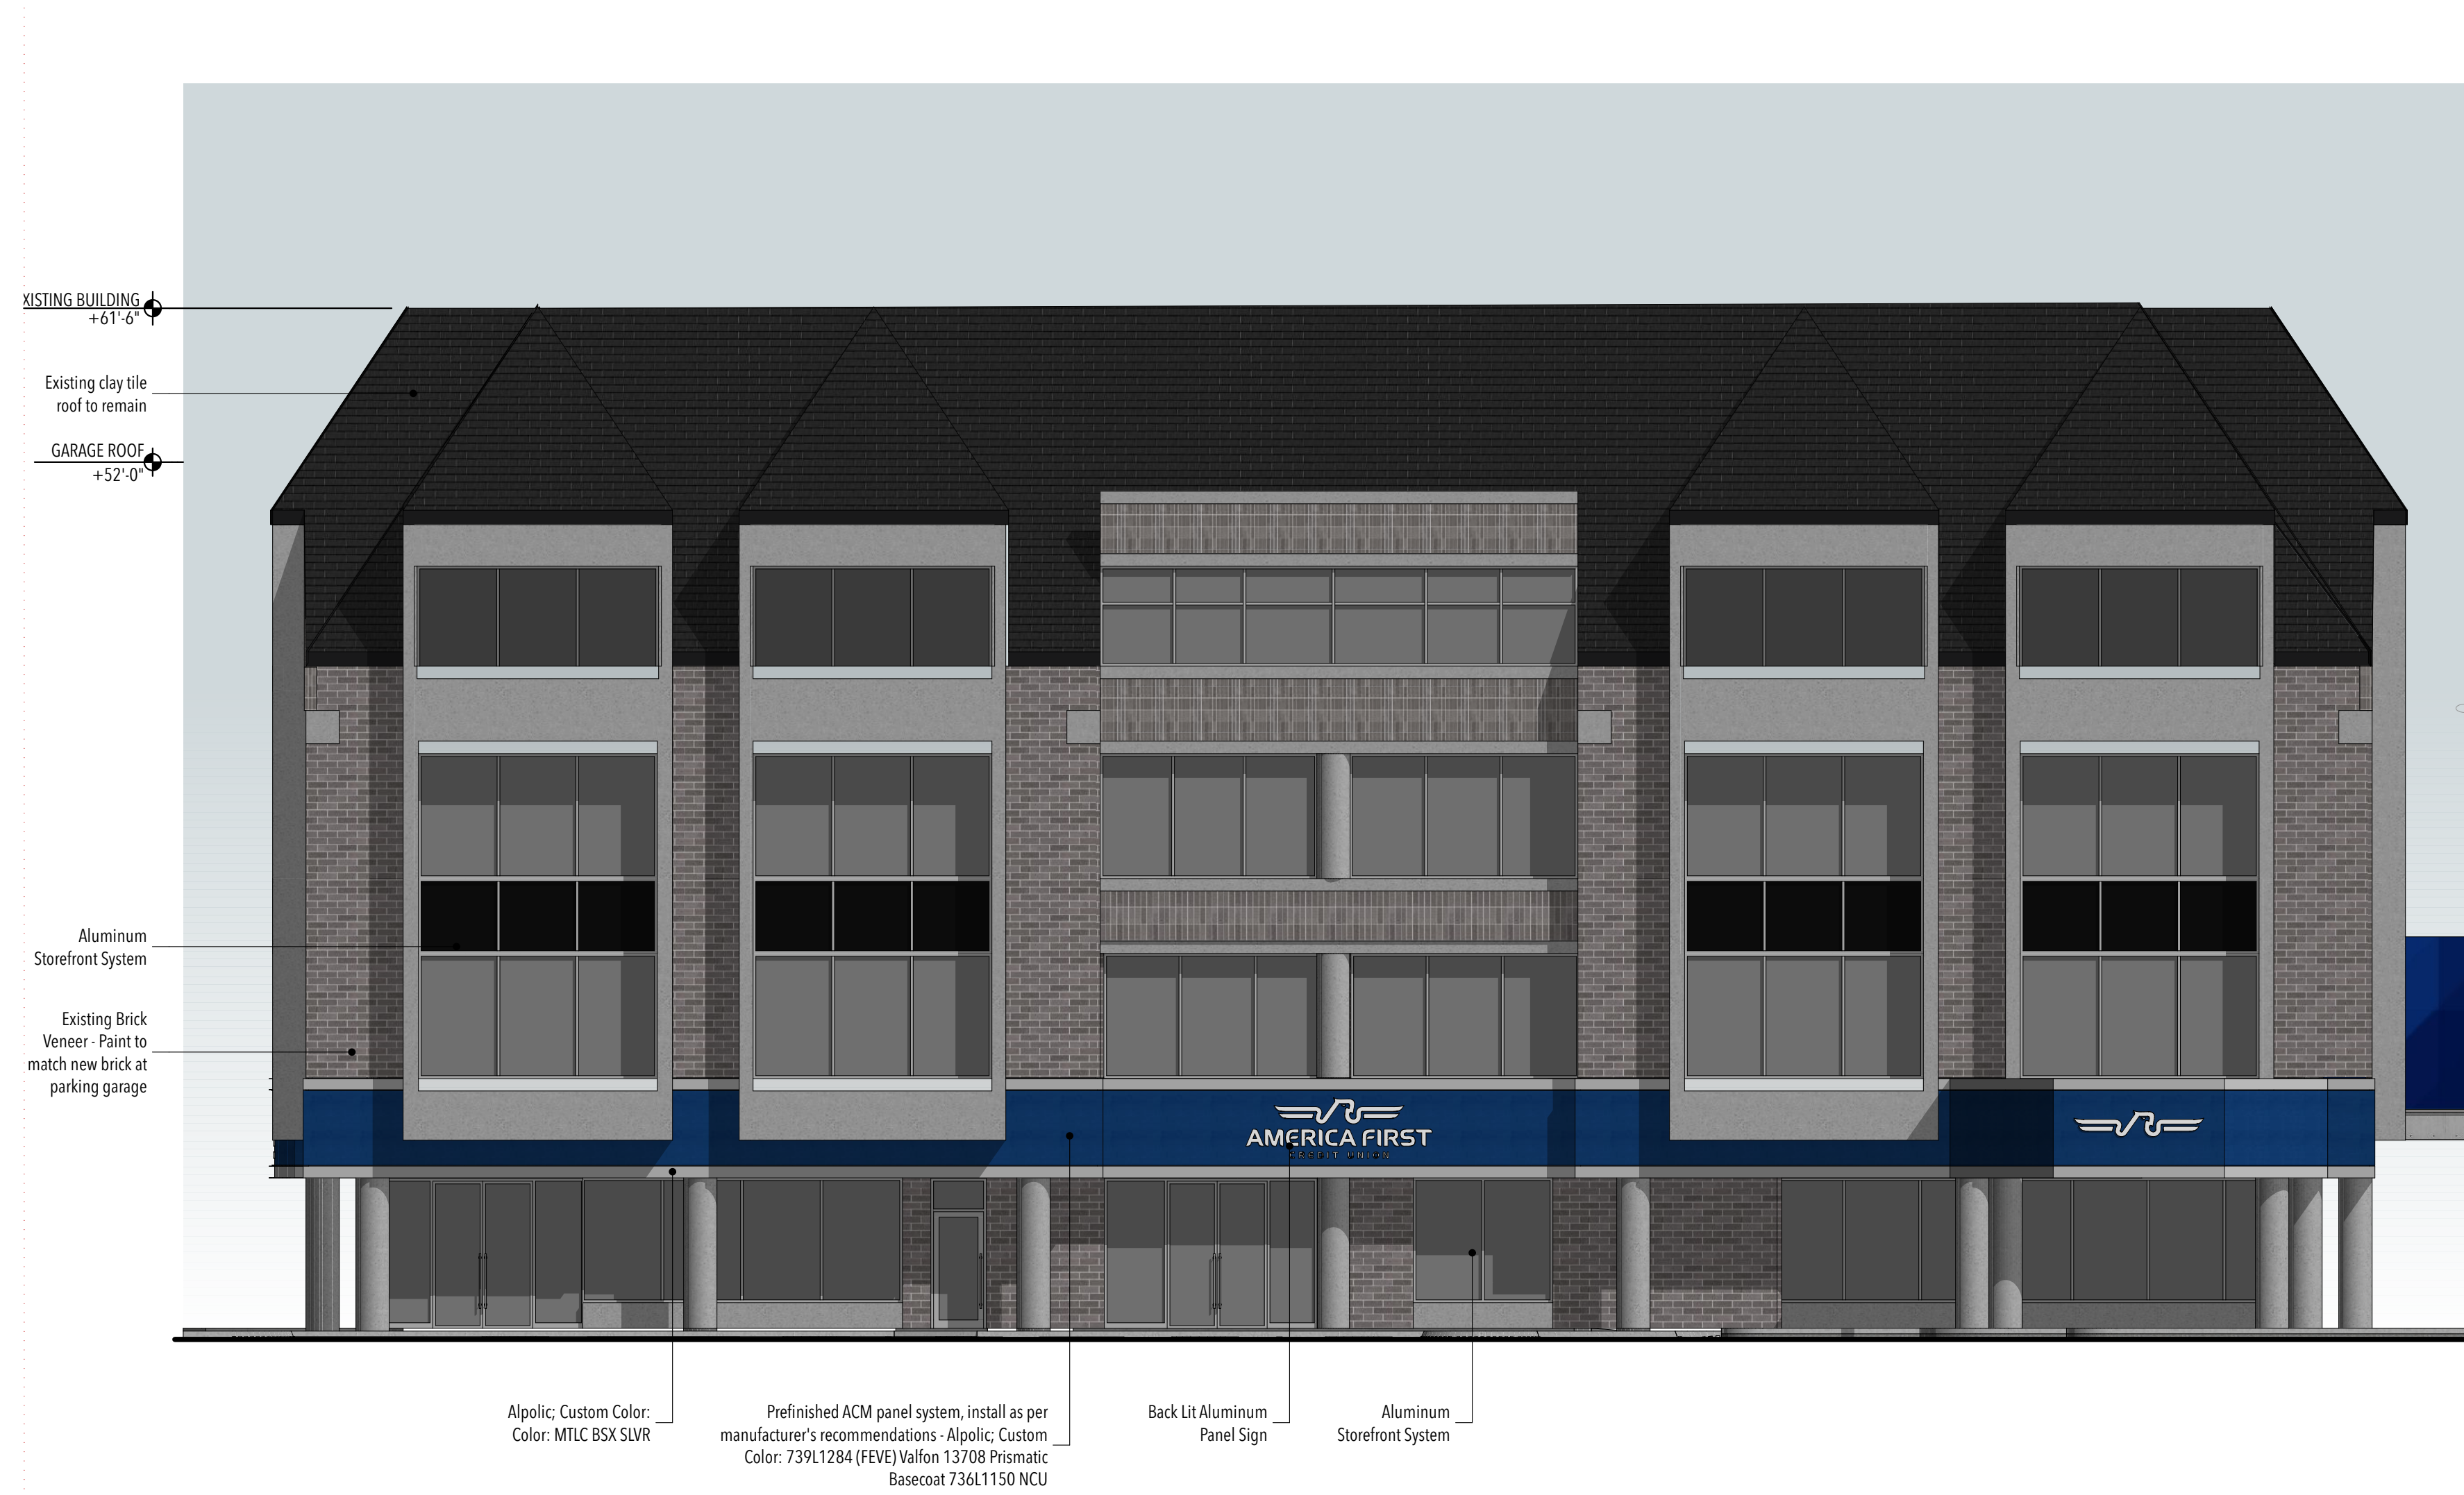 XISTING BUILDING
+61'-6"
Existing clay tile
roof to remain
GARAGE ROOF
+52'-0"
Aluminum
Storefront System
Existing Brick
Veneer - Paint to
match new brick at
parking garage
AMERICA FIRST
CREDIT UNION
Alpolic; Custom Color:
Color: MTLC BSX SLVR
Prefinished ACM panel system, install as per
manufacturer's recommendations - Alpolic; Custom
Color: 739L1284 (FEVE) Valfon 13708 Prismatic
Basecoat 736L1150 NCU
Back Lit Aluminum
Panel Sign
Aluminum
Storefront System